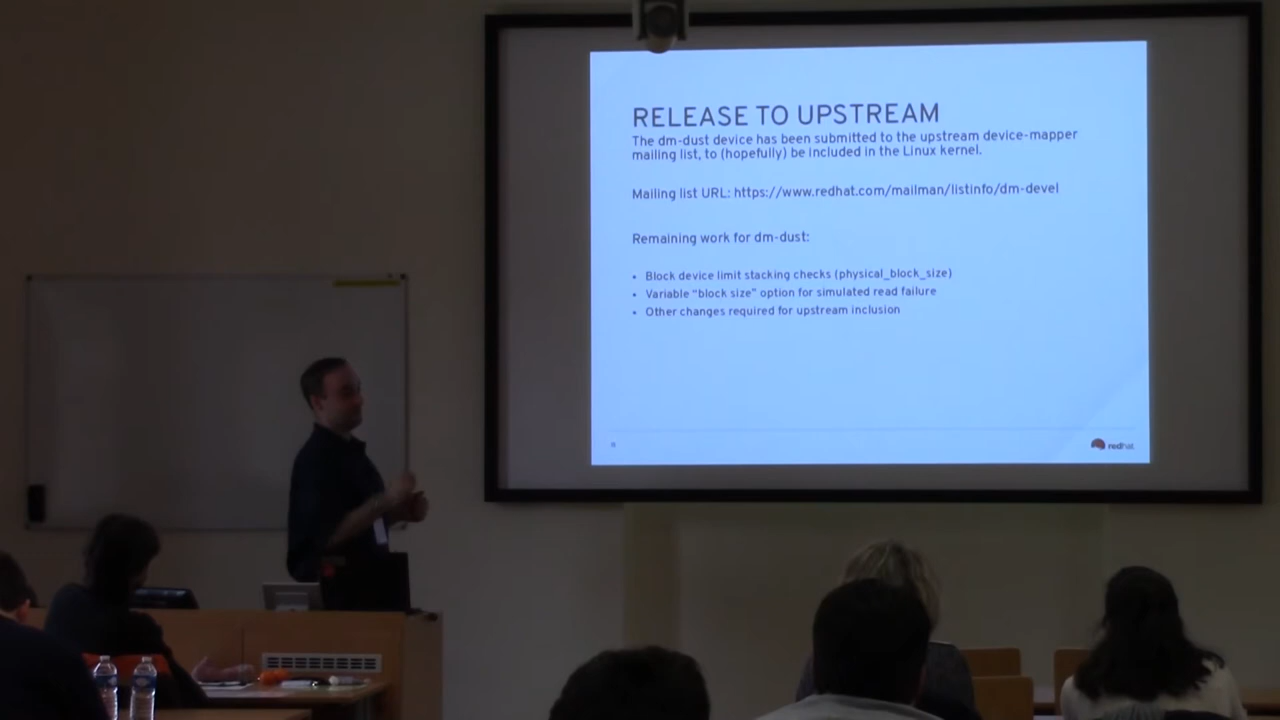 RELEASE TO UPSTREAM
The dm-dust device has been submitted to the upstream device-mapper
mailing list, to (hopefully) be included in the Linux kernel.
Mailing list URL: https://www.redhat.com/mailman/listinfo/dm-devel
Remaining work for dm-dust:
• Block device limit stacking checks (physical_block_size)
• Variable “block size” option for simulated read failure
• Other changes required for upstream inclusion
redhat.